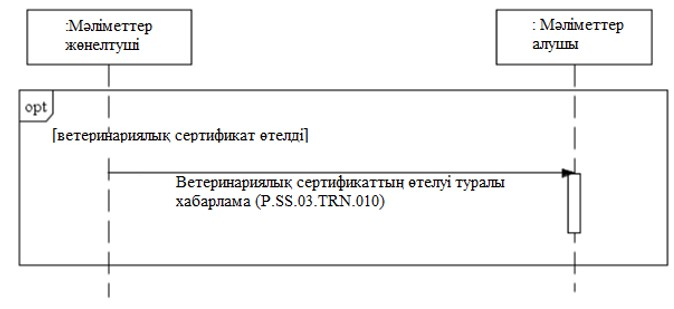 :Мәліметтер
жөнелтуші
: Мәліметтер
алушы
opt
[ветеринариялық сертификат өтелді]
Ветеринариялық сертификаттың өтелуі туралы
хабарлама (P.SS.03.TRN.010)